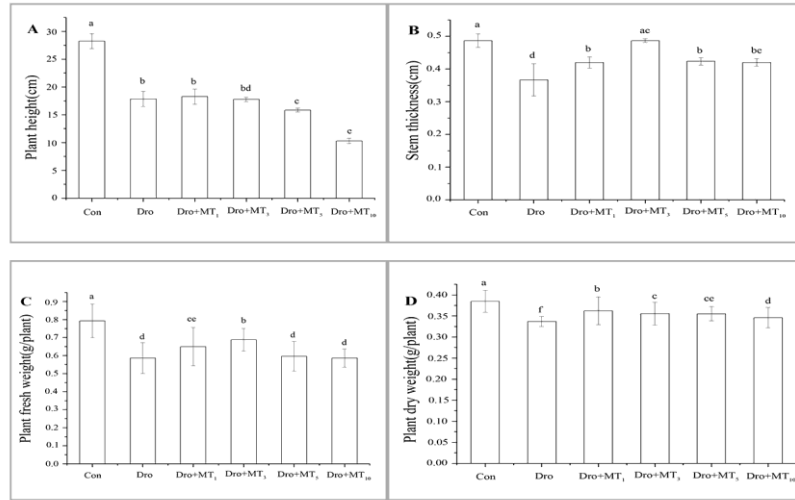 A
Plant height(cm)
30
25
20
15
10
5
0
a
b
b
bd
c
e
Con Dro Dro+MT₁ Dro+MT₃ Dro+MT₅ Dro+MT₁₀
B
Stem thickness(cm)
0.5
0.4
0.3
0.2
0.1
0.0
a
d
b
ac
b
bc
Con Dro Dro+MT₁ Dro+MT₃ Dro+MT₅ Dro+MT₁₀
C
Plant fresh weight(g/plant)
0.9
0.8
0.7
0.6
0.5
0.4
0.3
0.2
0.1
0.0
a
d
ce
b
d
d
Con Dro Dro+MT₁ Dro+MT₃ Dro+MT₅ Dro+MT₁₀
D
Plant dry weight(g/plant)
0.40
0.35
0.30
0.25
0.20
0.15
0.10
0.05
0.00
a
f
b
c
ce
d
Con Dro Dro+MT₁ Dro+MT₃ Dro+MT₅ Dro+MT₁₀